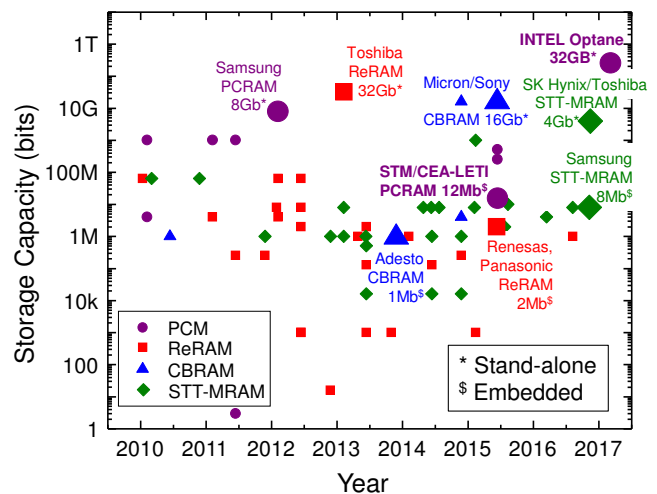 Storage Capacity (bits)
1T
10G
100M
1M
10k
100
1
2010
2011
2012
2013
2014
2015
2016
2017
Year
Samsung
PCRAM
8Gb*
Toshiba
ReRAM
32Gb*
Micron/Sony
CBRAM 16Gb*
INTEL Optane
32GB*
SK Hynix/Toshiba
STT-MRAM
4Gb*
STM/CEA-LETI
PCRAM 12Mb$
Samsung
STT-MRAM
8Mb$
Adesto
CBRAM
1Mb$
Renesas,
Panasonic
ReRAM
2Mb$
PCM
ReRAM
CBRAM
STT-MRAM
* Stand-alone
$ Embedded